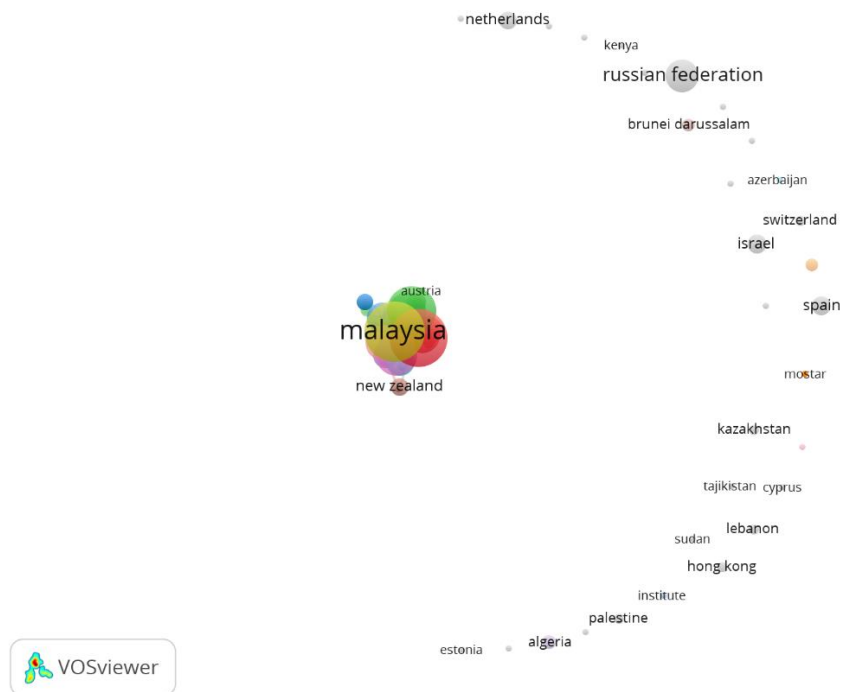 netherlands
kenya
russian federation
brunei darussalam
azerbaijan
switzerland
israel
austria
spain
malaysia
mostar
new zealand
kazakhstan
tajikistan
cyprus
lebanon
sudan
hong kong
institute
palestine
algeria
estonia
VOSviewer